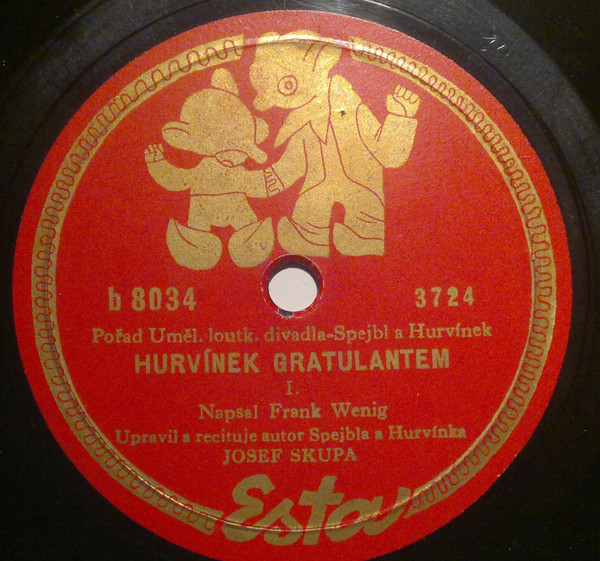 b 8034 3724
Pořad Uměl. loutk. divadla-Spejbl a Hurvínek
HURVÍNEK GRATULANTEM
I.
Napsal Frank Wenig
Upravil a recituje autor Spejbla a Hurvínka
JOSEF SKUPA
Esta